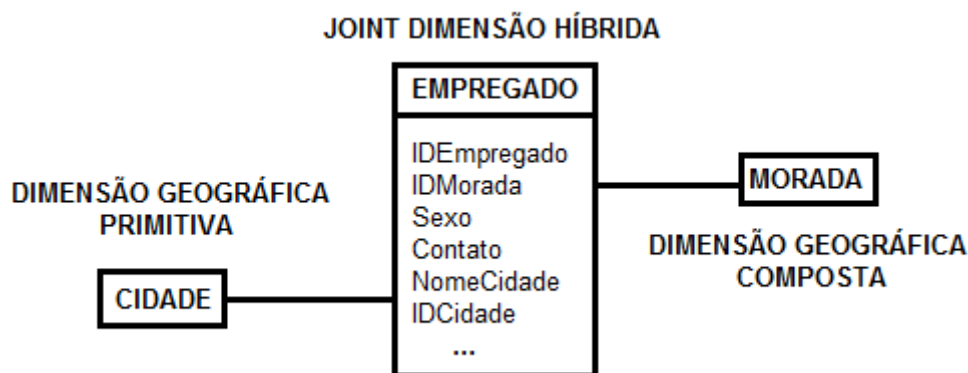 JOINT DIMENSÃO HÍBRIDA
EMPREGADO
IDEmpregado
IDMorada
Sexo
Contato
NomeCidade
IDCidade
...
DIMENSÃO GEOGRÁFICA
PRIMITIVA
CIDADE
MORADA
DIMENSÃO GEOGRÁFICA
COMPOSTA